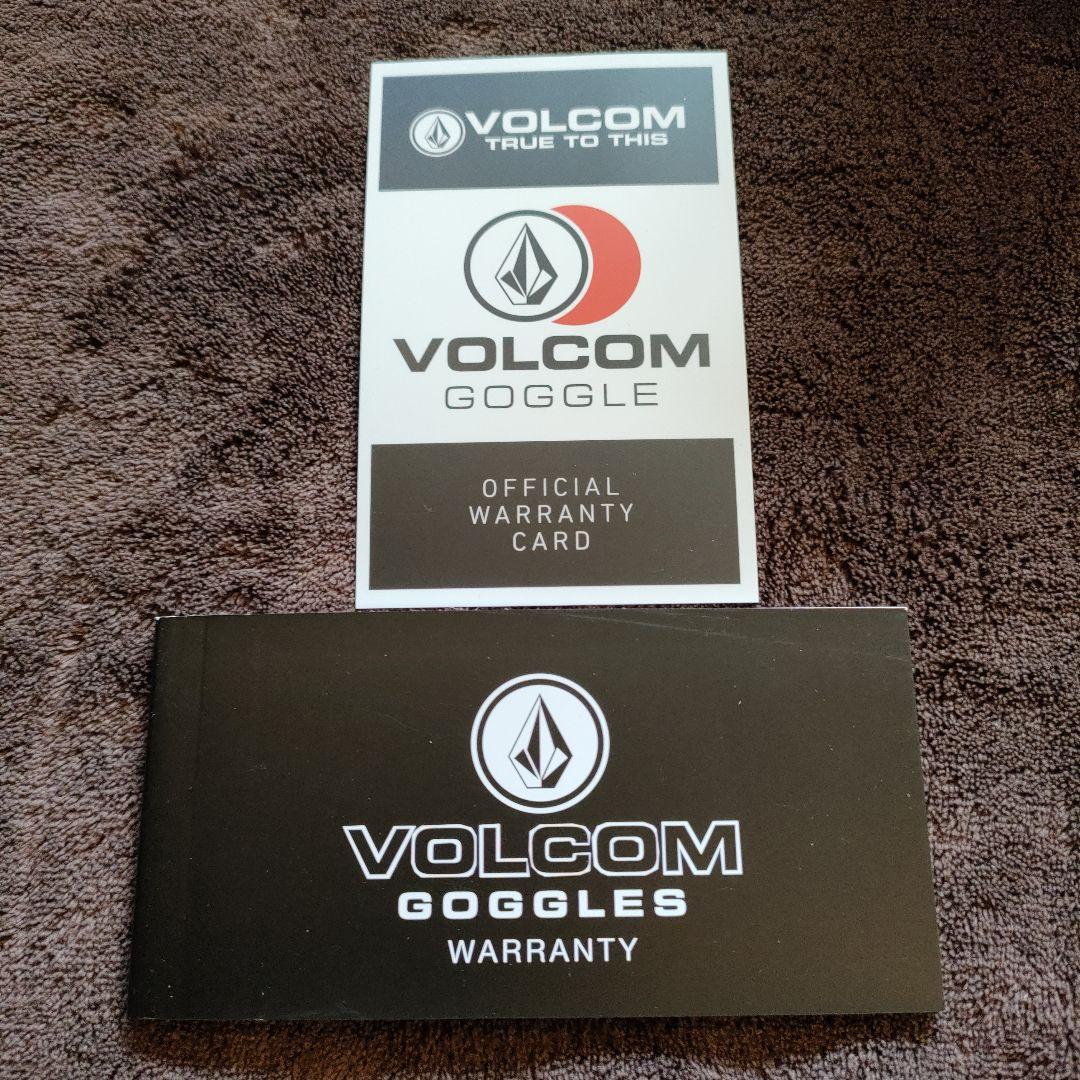 VOLCOM
TRUE TO THIS
VOLCOM
GOGGLE
OFFICIAL
WARRANTY
CARD
VOLCOM
GOGGLES
WARRANTY